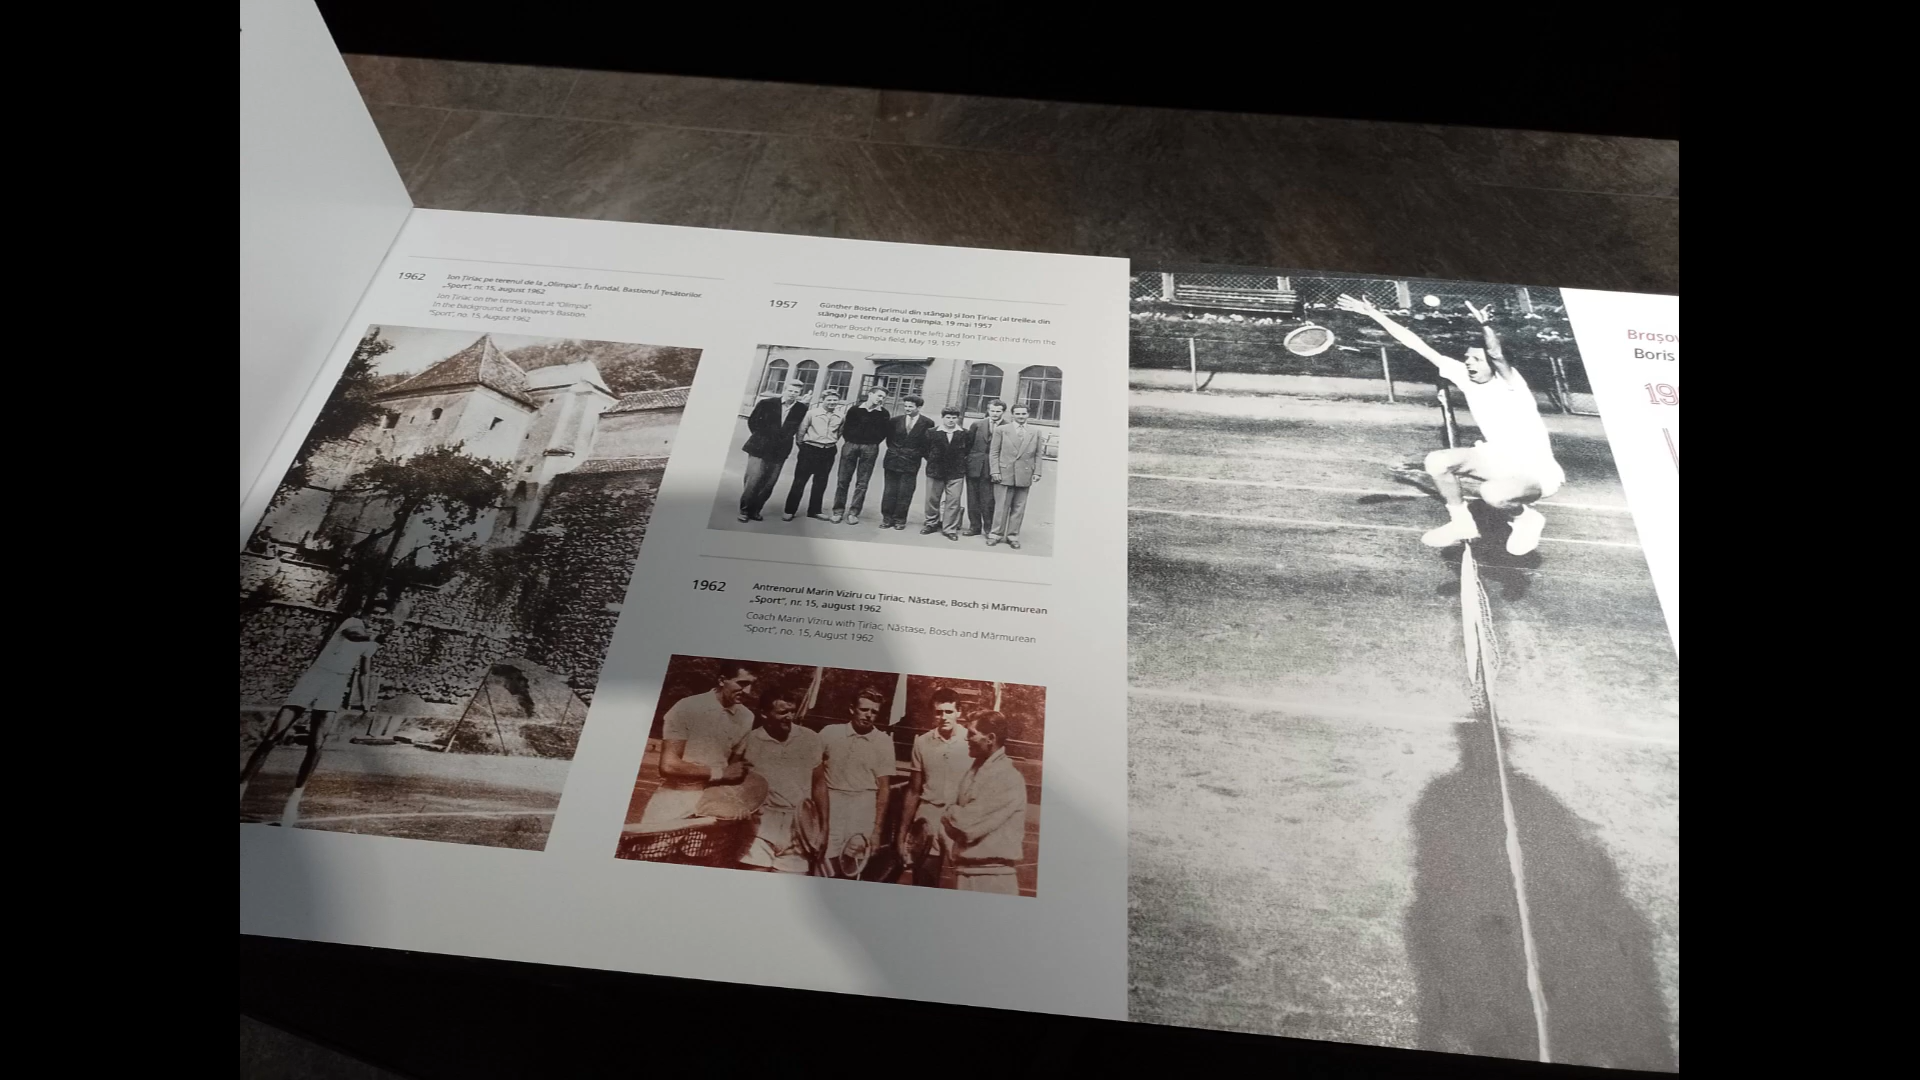 1962
Ion Țiriac pe terenul de la „Olimpia”. În fundal, Bastionul Țesătorilor
„Sport”, nr. 15, august 1962
Ion Țiriac on the tennis court at “Olimpia”.
In the background, the Weaver's Bastion.
“Sport”, no. 15, August 1962
1957
Günther Bosch (primul din stânga) și Ion Țiriac (al treilea din
stânga) pe terenul de la Olimpia, 19 mai 1957
Günther Bosch (first from the left) and Ion Țiriac (third from the
left) on the Olimpia field, May 19, 1957
1962
Antrenorul Marin Viziru cu Țiriac, Năstase, Bosch și Mărmurean
„Sport”, nr. 15, august 1962
Coach Marin Viziru with Țiriac, Năstase, Bosch and Mărmurean
“Sport”, no. 15, August 1962
Brașov
Boris
19